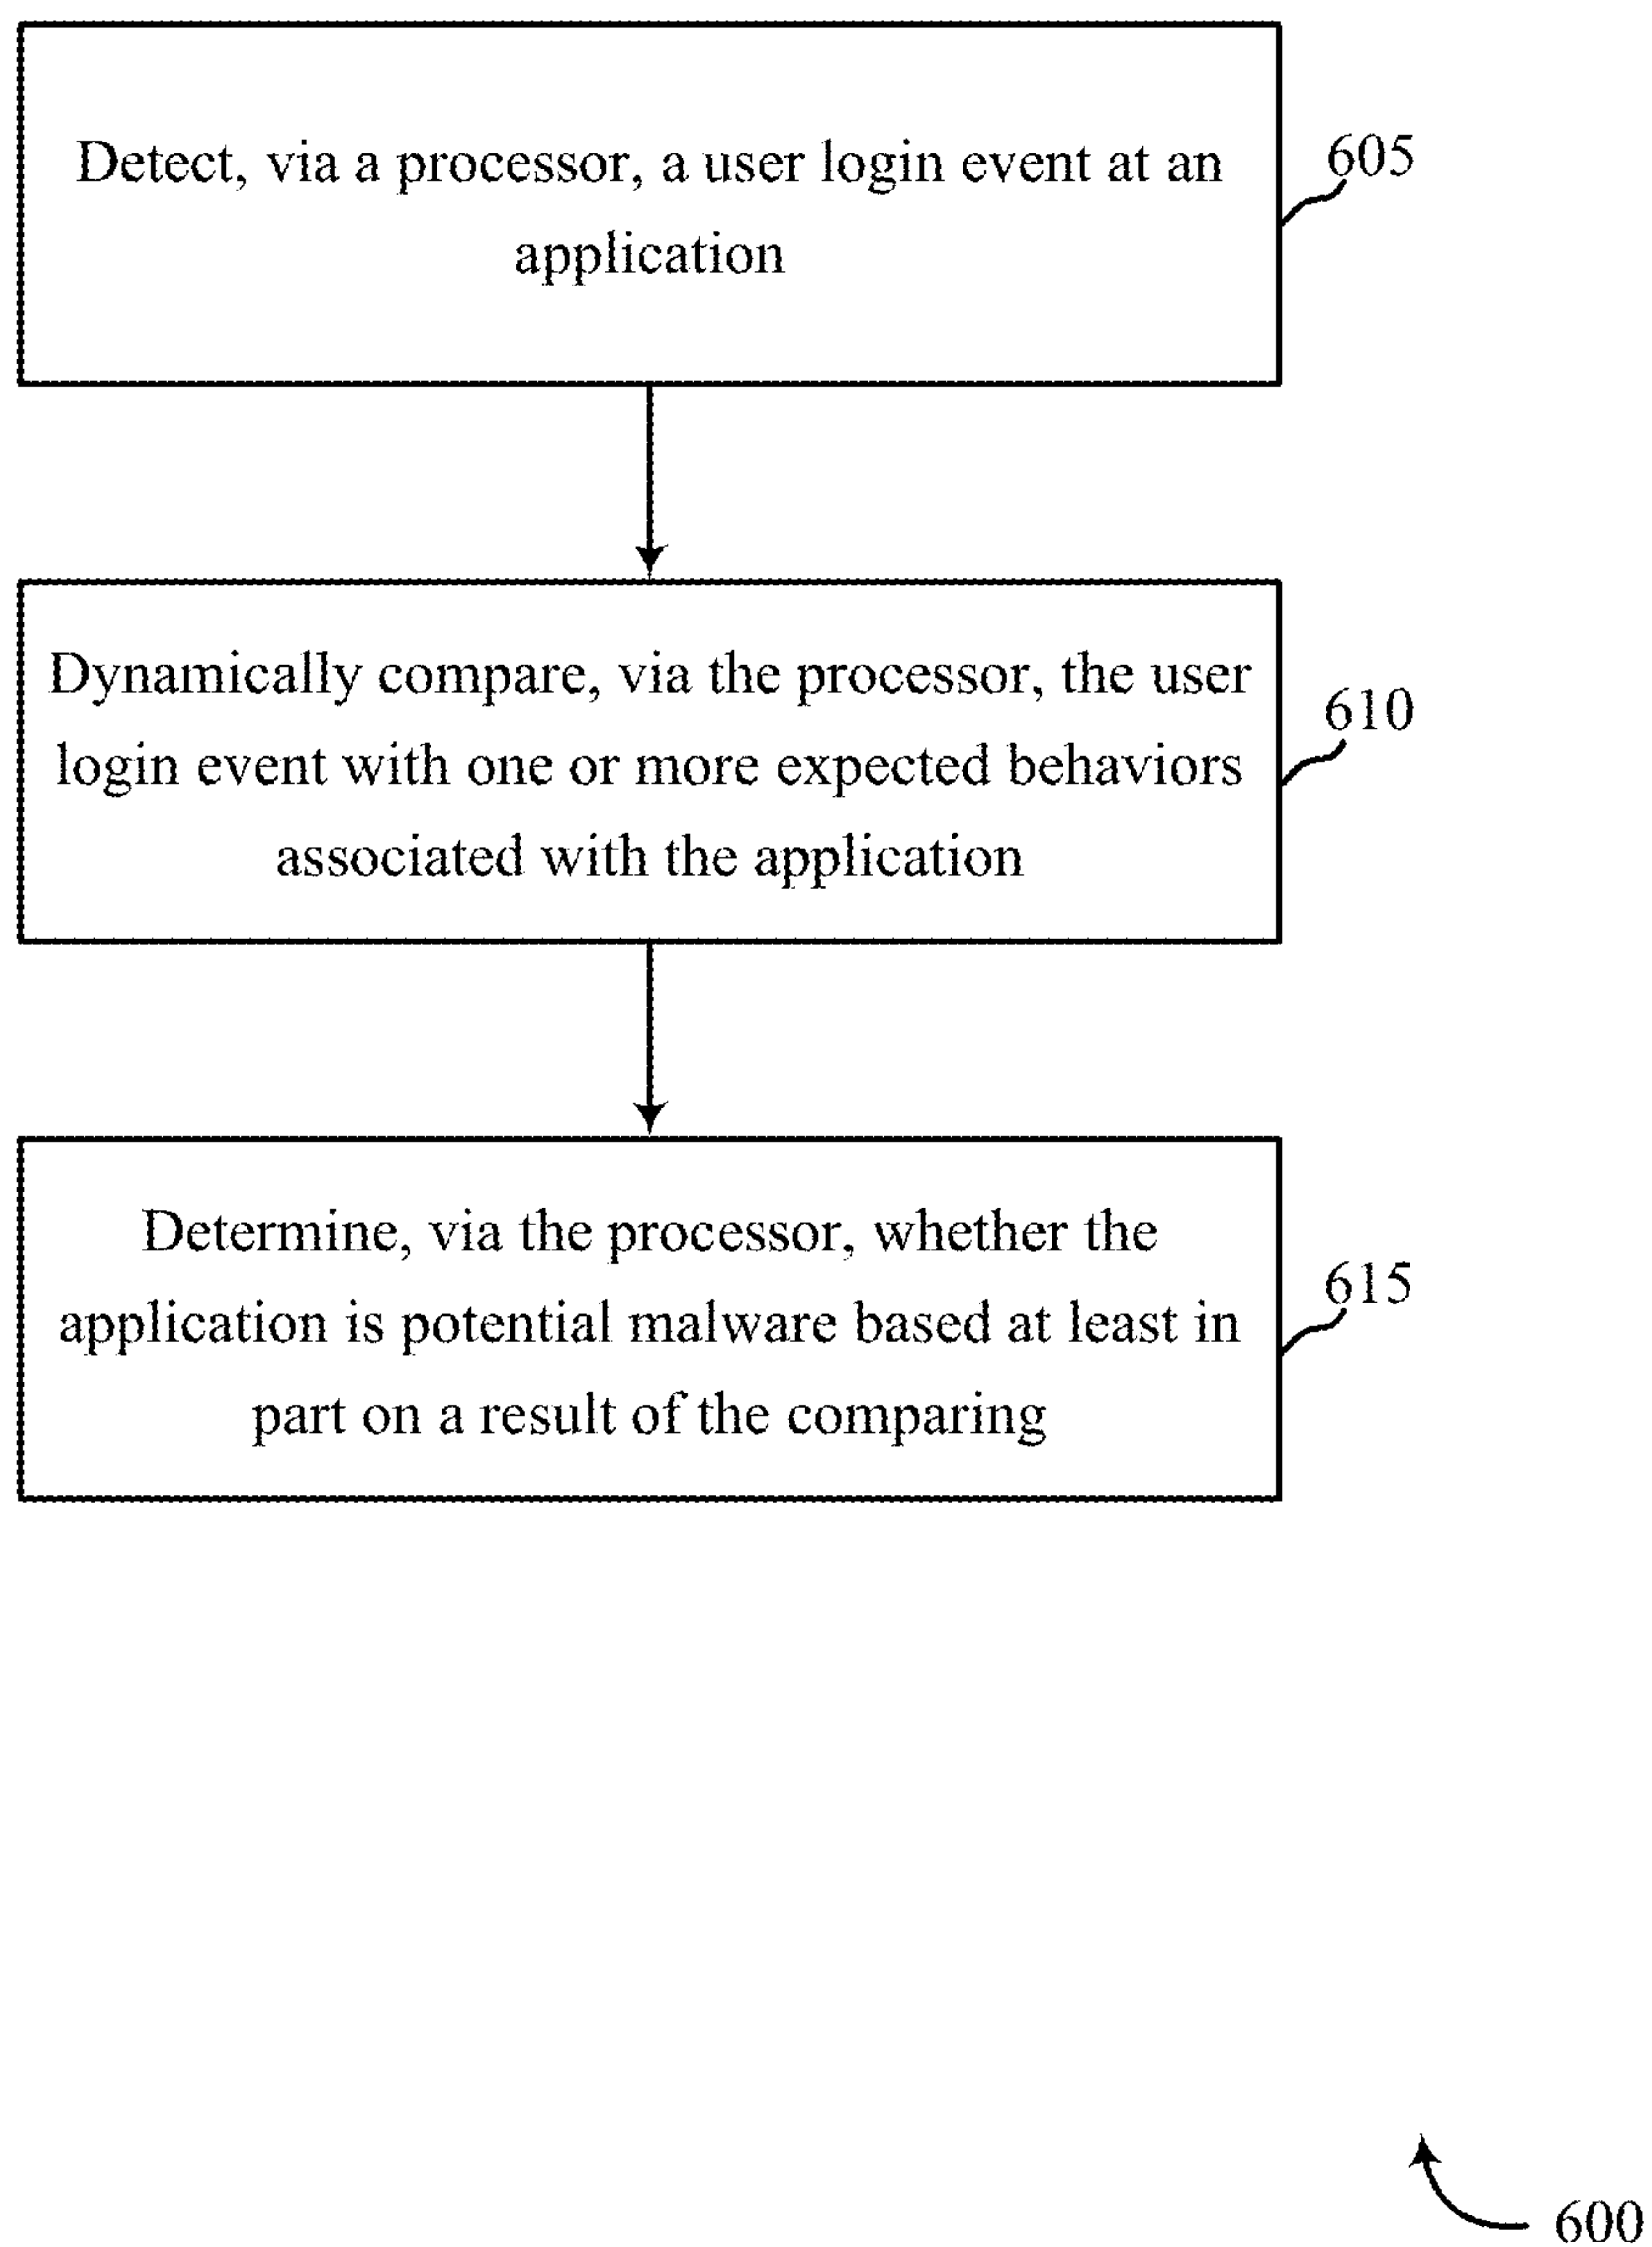 Detect, via a processor, a user login event at an
application
605
Dynamically compare, via the processor, the user
login event with one or more expected behaviors
associated with the application
610
Determine, via the processor, whether the
application is potential malware based at least in
part on a result of the comparing
615
600